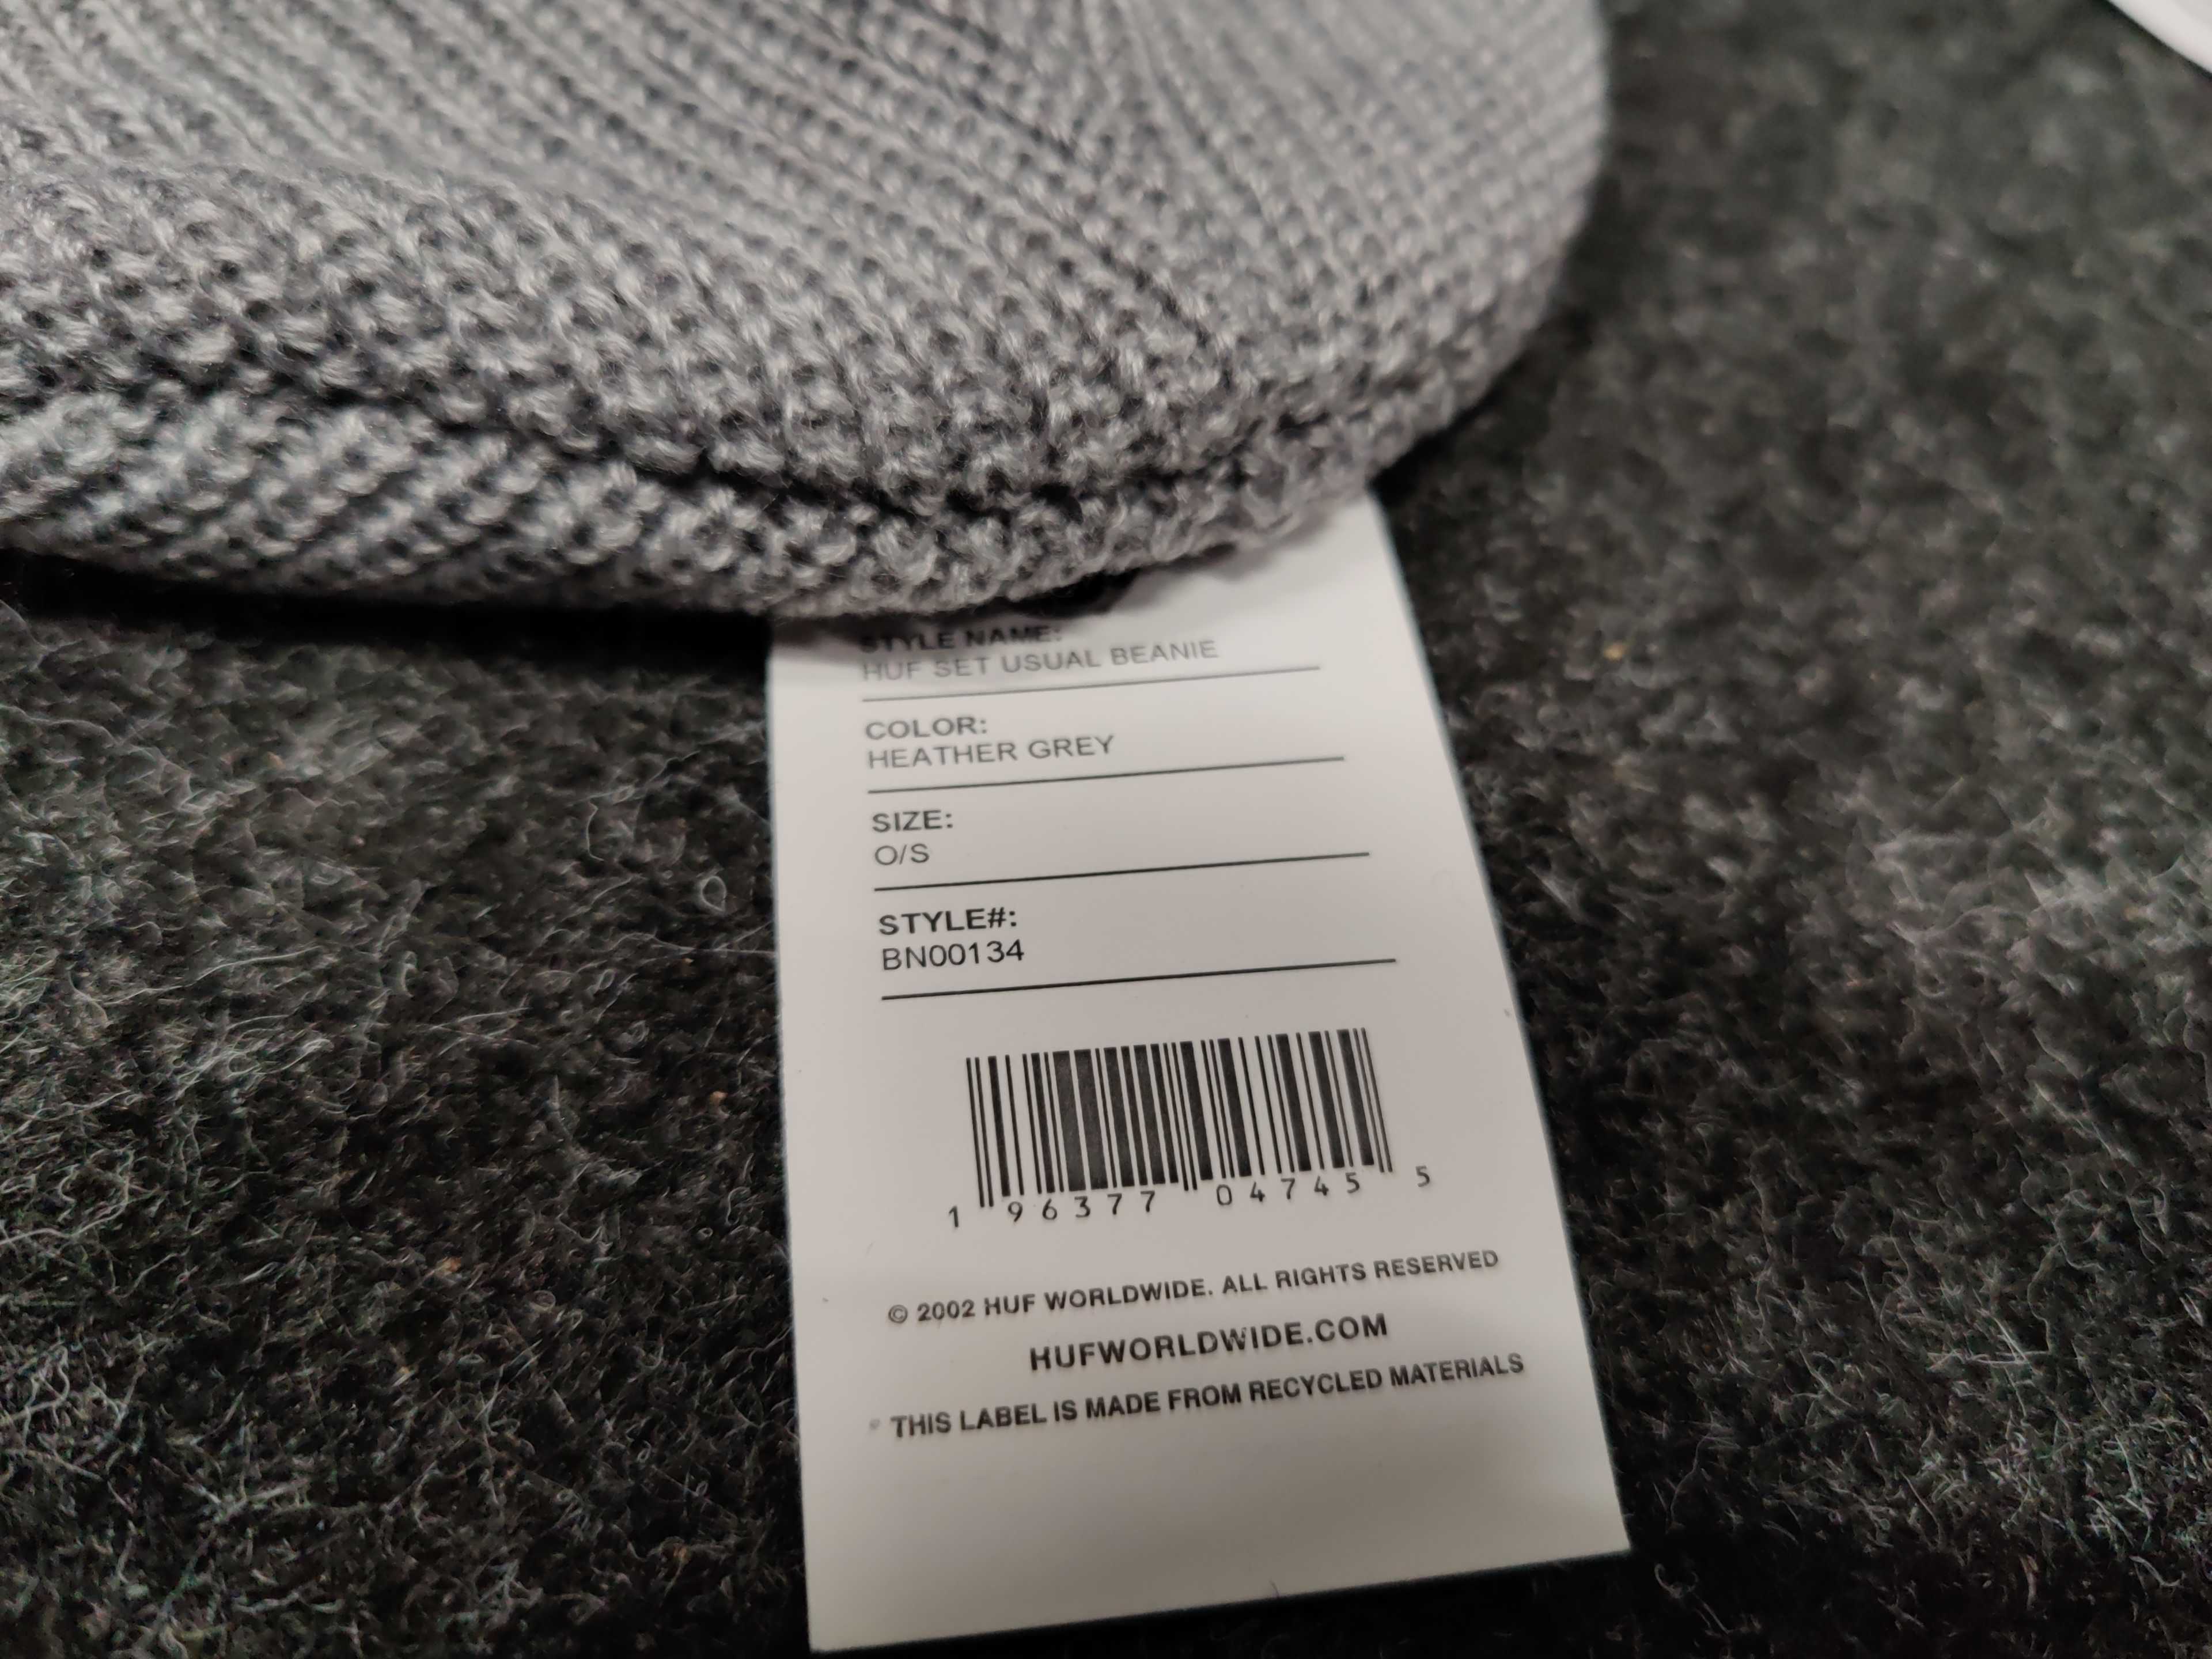 STYLE NAME:
HUF SET USUAL BEANIE
COLOR:
HEATHER GREY
SIZE:
O/S
STYLE#:
BN00134
1 96377 04745 5
© 2002 HUF WORLDWIDE. ALL RIGHTS RESERVED
HUFWORLDWIDE.COM
THIS LABEL IS MADE FROM RECYCLED MATERIALS